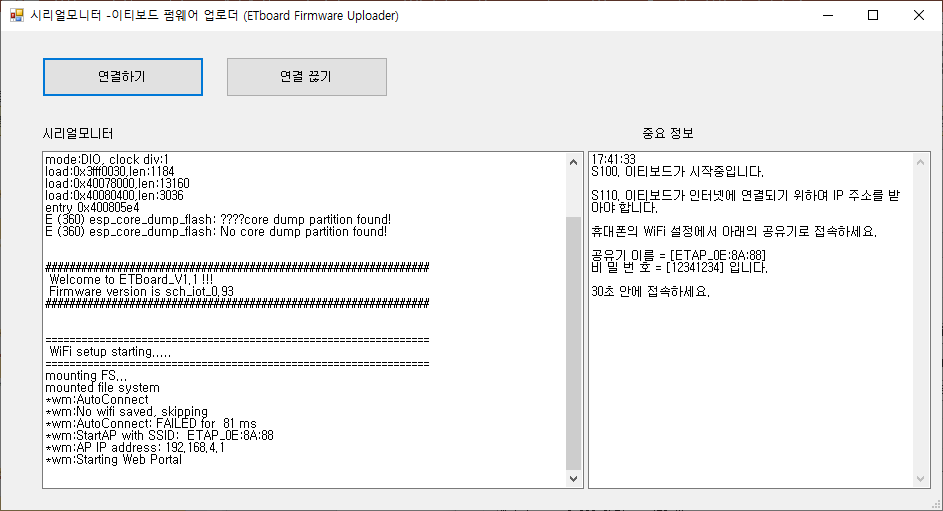 시리얼모니터 -이티보드 펌웨어 업로더 (ETboard Firmware Uploader)
연결하기
연결 끊기
시리얼모니터
중요 정보
mode:DIO, clock div:1
load:0x3fff0030,len:1184
load:0x40078000,len:13160
load:0x40080400,len:3036
entry 0x400805e4
E (360) esp_core_dump_flash: ????core dump partition found!
E (360) esp_core_dump_flash: No core dump partition found!
################################################################
Welcome to ETBoard_V1.1 !!!
Firmware version is sch_iot_0.93
################################################################
================================================================
WiFi setup starting.....
================================================================
mounting FS...
mounted file system
*wm:AutoConnect
*wm:No wifi saved, skipping
*wm:AutoConnect: FAILED for  81 ms
*wm:StartAP with SSID:  ETAP_0E:8A:88
*wm:AP IP address: 192.168.4.1
*wm:Starting Web Portal
17:41:33
S100. 이티보드가 시작중입니다.
S110. 이티보드가 인터넷에 연결되기 위하여 IP 주소를 받
아야 합니다.
휴대폰의 WiFi 설정에서 아래의 공유기로 접속하세요.
공유기 이름 = [ETAP_0E:8A:88]
비 밀 번 호 = [12341234] 입니다.
30초 안에 접속하세요.